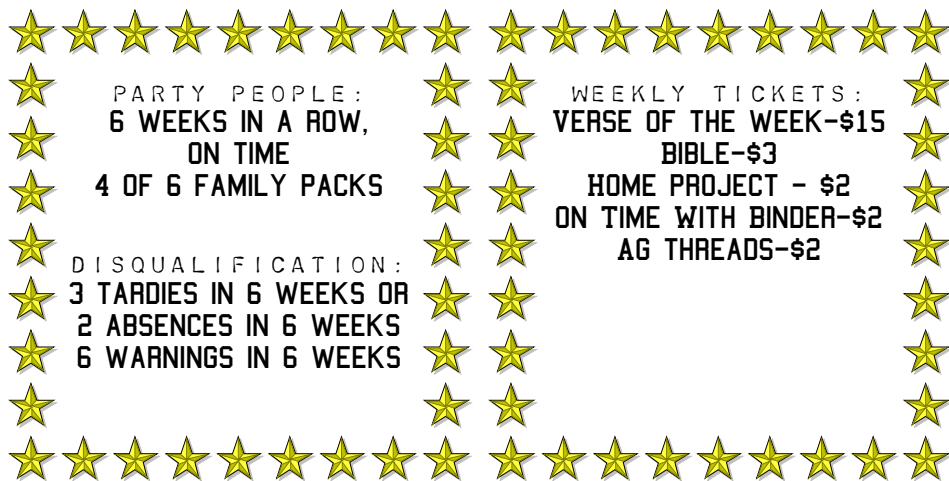 PARTY PEOPLE:
6 WEEKS IN A ROW,
ON TIME
4 OF 6 FAMILY PACKS
DISQUALIFICATION:
3 TARDIES IN 6 WEEKS OR
2 ABSENCES IN 6 WEEKS
6 WARNINGS IN 6 WEEKS
WEEKLY TICKETS:
VERSE OF THE WEEK-$15
BIBLE-$3
HOME PROJECT - $2
ON TIME WITH BINDER-$2
AG THREADS-$2